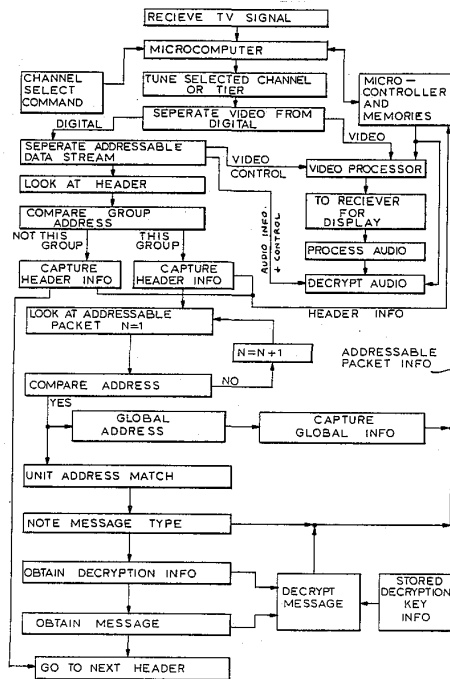 RECIEVE TV SIGNAL
MICROCOMPUTER
CHANNEL
SELECT
COMMAND
TUNE SELECTED CHANNEL
OR TIER
MICRO-
CONTROLLER
AND
MEMORIES
SEPERATE VIDEO FROM
DIGITAL
DIGITAL
VIDEO
SEPERATE ADDRESSABLE
DATA STREAM
VIDEO
CONTROL
VIDEO PROCESSOR
LOOK AT HEADER
TO RECIEVER
FOR
DISPLAY
COMPARE GROUP
ADDRESS
AUDIO INFO.
+ CONTROL
NOT THIS
GROUP
THIS
GROUP
PROCESS AUDIO
CAPTURE
HEADER INFO
CAPTURE
HEADER INFO
DECRYPT AUDIO
HEADER INFO
LOOK AT ADDRESSABLE
PACKET N=1
N=N+1
ADDRESSABLE
PACKET INFO
COMPARE ADDRESS
NO
YES
GLOBAL
ADDRESS
CAPTURE
GLOBAL INFO
UNIT ADDRESS MATCH
NOTE MESSAGE TYPE
OBTAIN DECRYPTION INFO
DECRYPT
MESSAGE
STORED
DECRYPTION
KEY
INFO
OBTAIN MESSAGE
GO TO NEXT HEADER